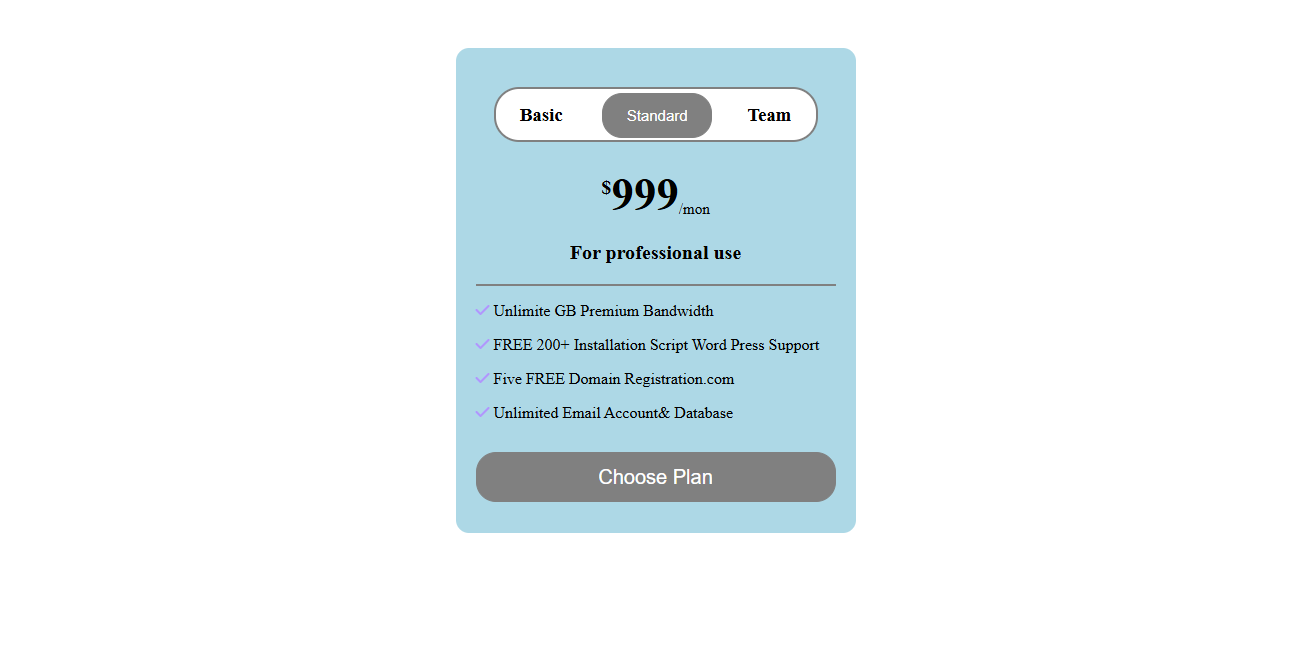 Basic Standard Team
$999/mon
For professional use
Unlimite GB Premium Bandwidth
FREE 200+ Installation Script Word Press Support
Five FREE Domain Registration.com
Unlimited Email Account& Database
Choose Plan